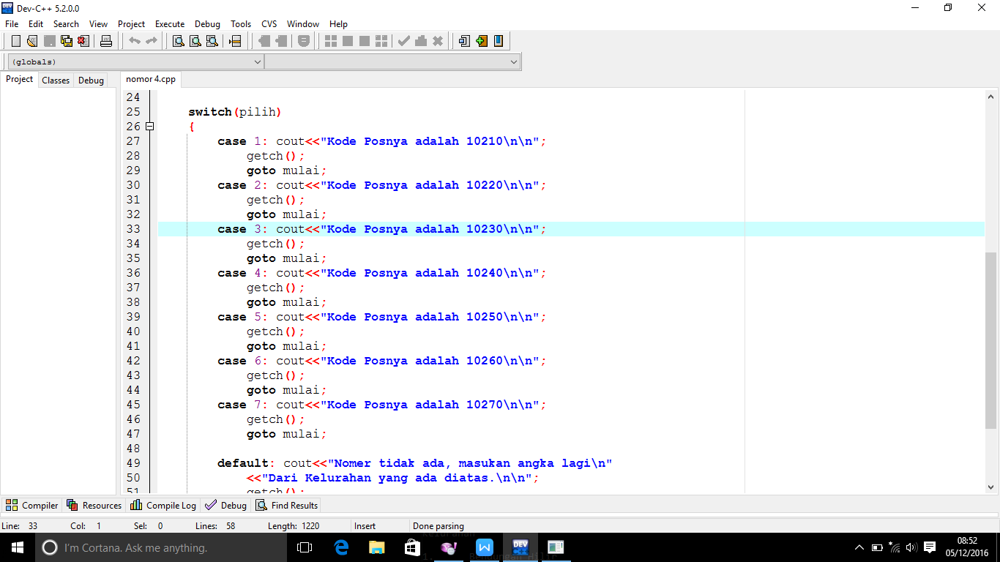 Dev-C++ 5.2.0.0
File Edit Search View Project Execute Debug Tools CVS Window Help
(globals)
Project Classes Debug nomor 4.cpp
24
25 switch(pilih)
26 {
27 case 1: cout<<"Kode Posnya adalah 10210\n\n";
28 getch();
29 goto mulai;
30 case 2: cout<<"Kode Posnya adalah 10220\n\n";
31 getch();
32 goto mulai;
33 case 3: cout<<"Kode Posnya adalah 10230\n\n";
34 getch();
35 goto mulai;
36 case 4: cout<<"Kode Posnya adalah 10240\n\n";
37 getch();
38 goto mulai;
39 case 5: cout<<"Kode Posnya adalah 10250\n\n";
40 getch();
41 goto mulai;
42 case 6: cout<<"Kode Posnya adalah 10260\n\n";
43 getch();
44 goto mulai;
45 case 7: cout<<"Kode Posnya adalah 10270\n\n";
46 getch();
47 goto mulai;
48
49 default: cout<<"Nomer tidak ada, masukan angka lagi\n"
50 <<"Dari Kelurahan yang ada diatas.\n\n";
51 getch();
Compiler Resources Compile Log Debug Find Results
Line: 33 Col: 1 Sel: 0 Lines: 58 Length: 1220 Insert Done parsing
Kelurahan
I'm Cortana. Ask me anything. DEV 08:52
1. Bendungan Hilir 05/12/2016